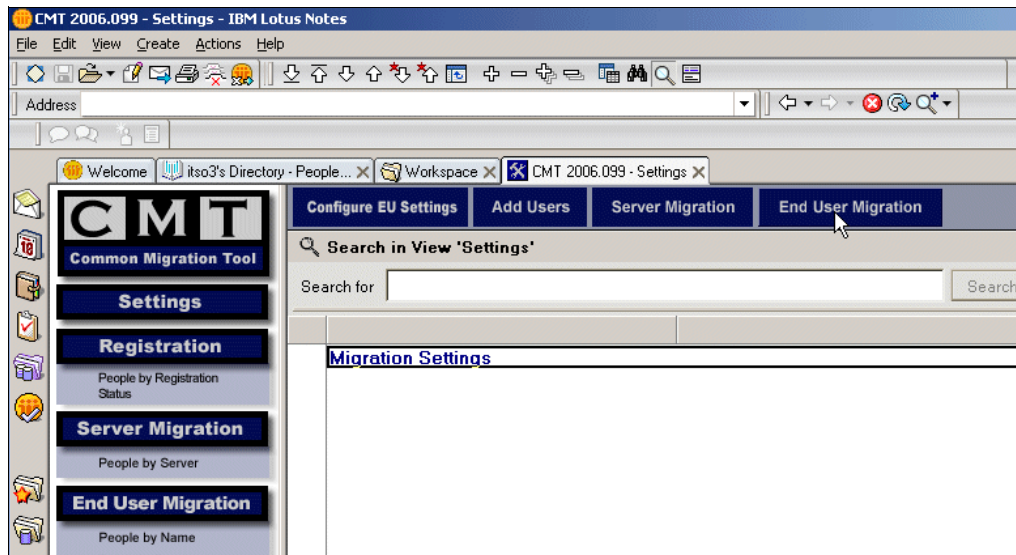 CMT 2006.099 - Settings - IBM Lotus Notes
File Edit View Create Actions Help
Address
Welcome itso3's Directory - People... Workspace CMT 2006.099 - Settings
CMT
Common Migration Tool
Settings
Registration
People by Registration
Status
Server Migration
People by Server
End User Migration
People by Name
Configure EU Settings Add Users Server Migration End User Migration
Search in View 'Settings'
Search for Search
Migration Settings
18